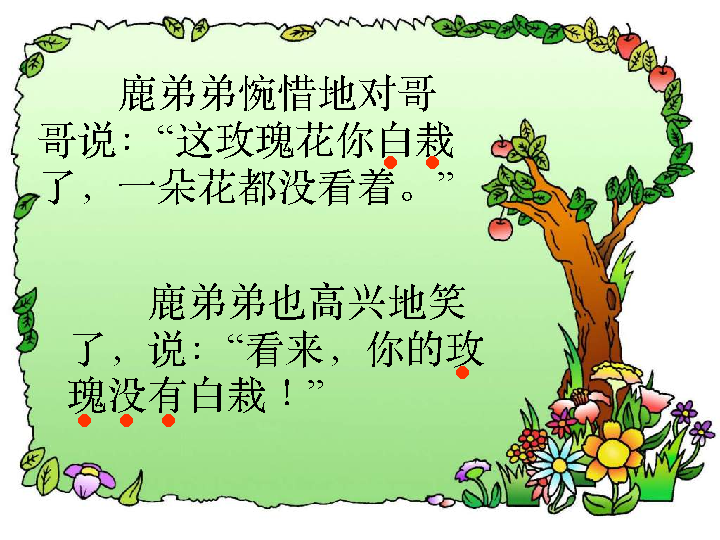 鹿弟弟惋惜地对哥
哥说：“这玫瑰花你白栽
了，一朵花都没看着。”
鹿弟弟也高兴地笑
了，说：“看来，你的玫
瑰没有白栽！”